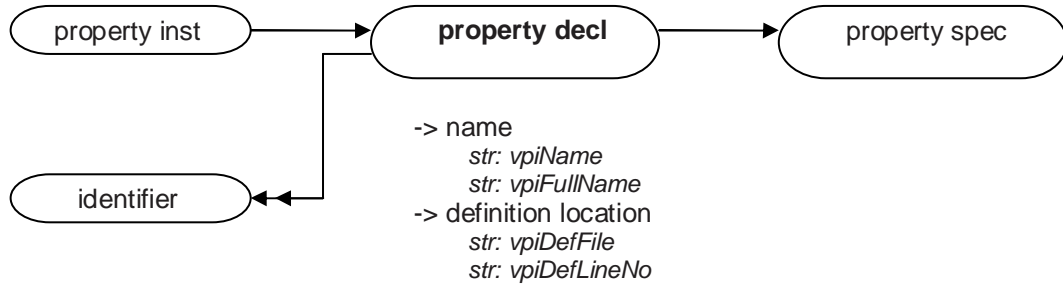 property inst
property decl
property spec
-> name
str: vpiName
str: vpiFullName
identifier
-> definition location
str: vpiDefFile
str: vpiDefLineNo